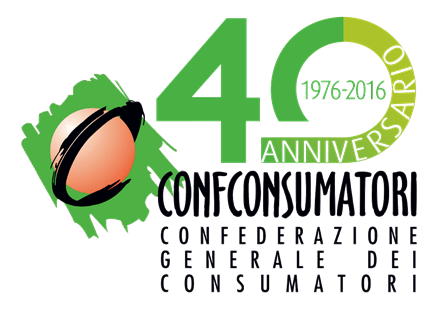 40
1976-2016
ANNIVERSARIO
CONFCONSUMATORI
CONFEDERAZIONE
GENERALE DEI
CONSUMATORI